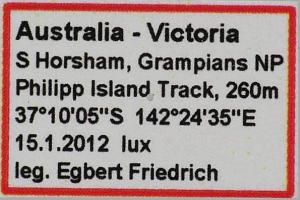 Australia - Victoria
S Horsham, Grampians NP
Philipp Island Track, 260m
37°10'05"S 142°24'35"E
15.1.2012 lux
leg. Egbert Friedrich